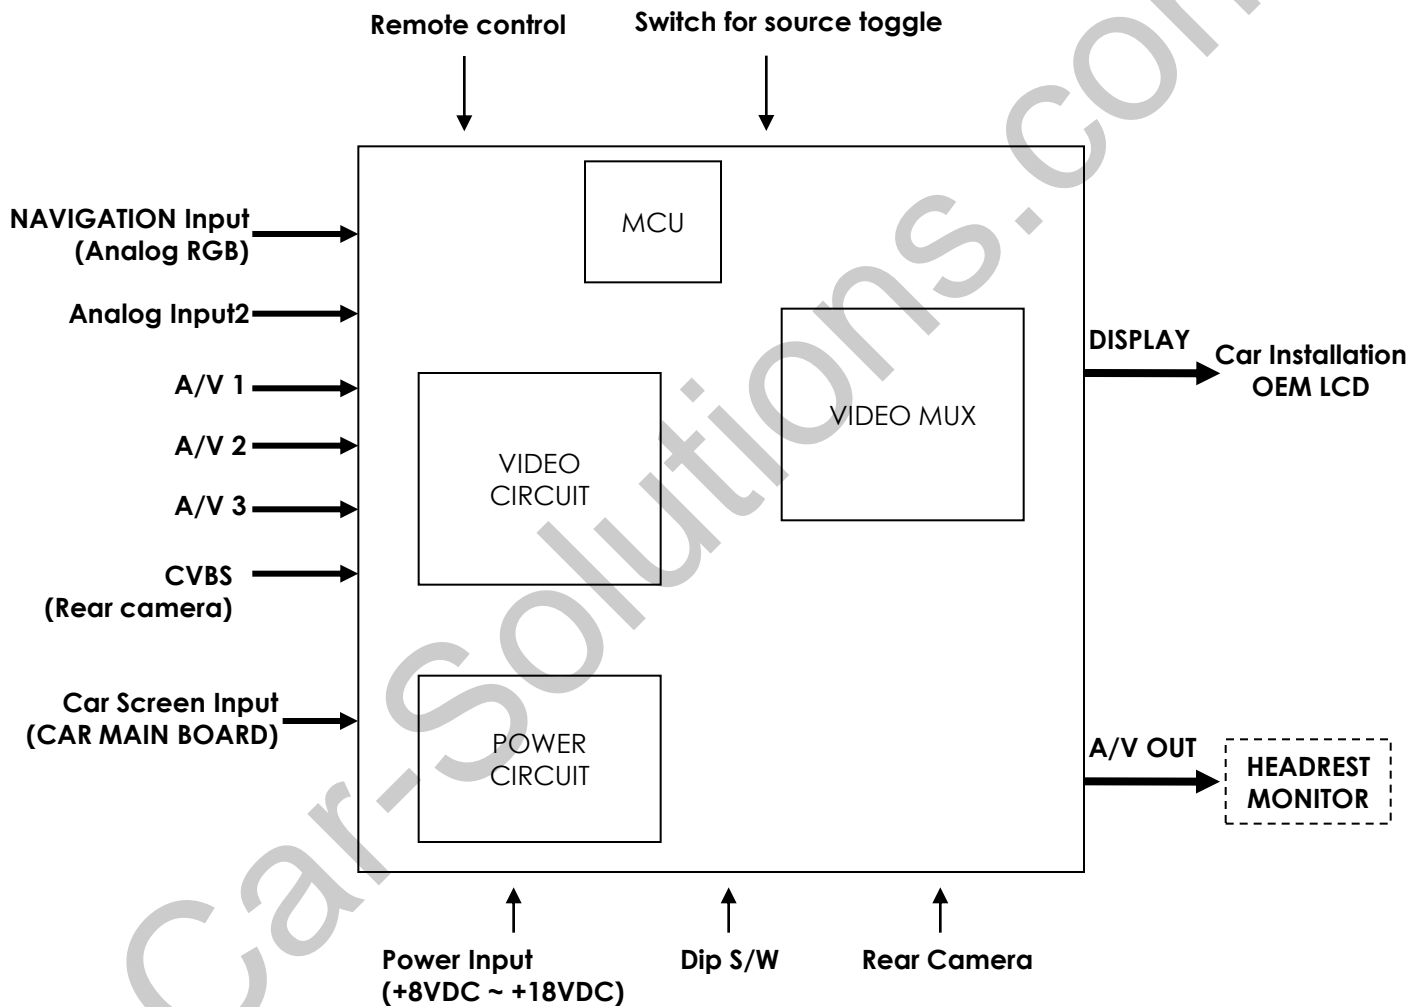 Remote control
Switch for source toggle
MCU
NAVIGATION Input
(Analog RGB)
Analog Input2
A/V 1
A/V 2
A/V 3
CVBS
(Rear camera)
Car Screen Input
(CAR MAIN BOARD)
VIDEO
CIRCUIT
VIDEO MUX
POWER
CIRCUIT
DISPLAY
Car Installation
OEM LCD
A/V OUT
HEADREST
MONITOR
Power Input
(+8VDC ~ +18VDC)
Dip S/W
Rear Camera
Car-Solutions.com